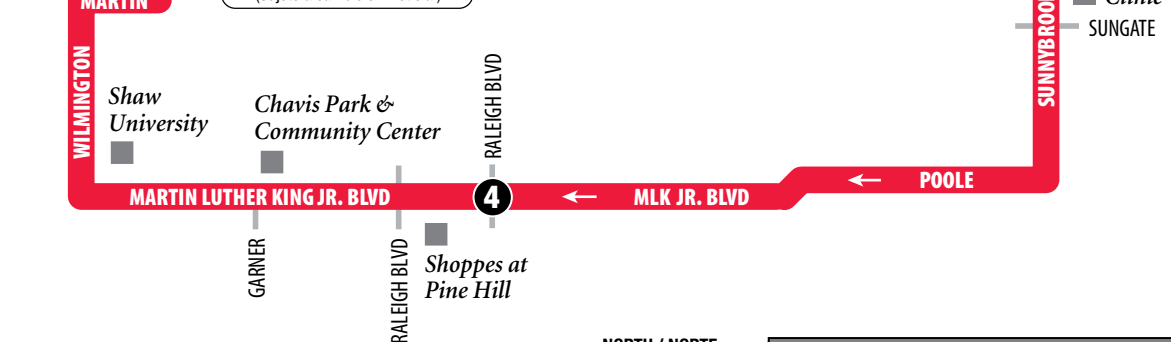 MARTIN
Clinic
SUNGATE
WILMINGTON
Shaw
University
Chavis Park &
Community Center
RALEIGH BLVD
MARTIN LUTHER KING JR. BLVD
4
← MLK JR. BLVD
← POOLE
GARNER
RALEIGH BLVD
Shoppes at
Pine Hill